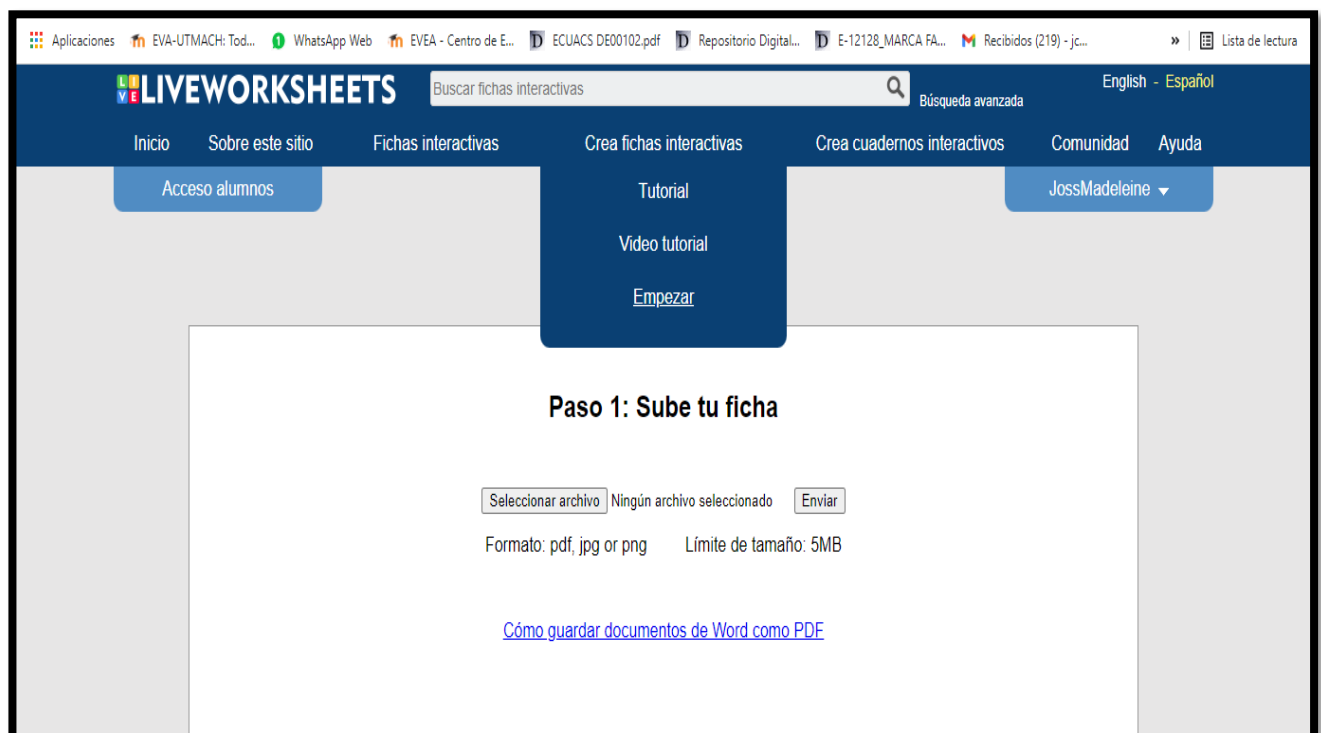 Aplicaciones EVA-UTMACH: Tod... WhatsApp Web EVEA - Centro de E... ECUACS DE00102.pdf Repositorio Digital... E-12128_MARCA FA... Recibidos (219) - jc... » Lista de lectura
LIVE LIVEWORKSHEETS Buscar fichas interactivas Búsqueda avanzada English - Español
Inicio Sobre este sitio Fichas interactivas Crea fichas interactivas Crea cuadernos interactivos Comunidad Ayuda
Acceso alumnos Tutorial JossMadeleine
Video tutorial
Empezar
Paso 1: Sube tu ficha
Seleccionar archivo Ningún archivo seleccionado Enviar
Formato: pdf, jpg or png Límite de tamaño: 5MB
Cómo guardar documentos de Word como PDF